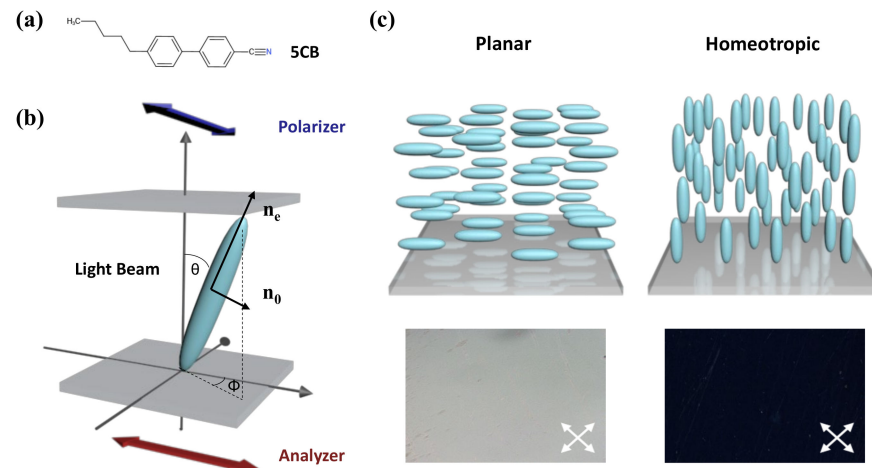 (a)
H₃C
N
5CB
(b)
Polarizer
nₑ
Light Beam
θ
n₀
Φ
Analyzer
(c)
Planar
Homeotropic